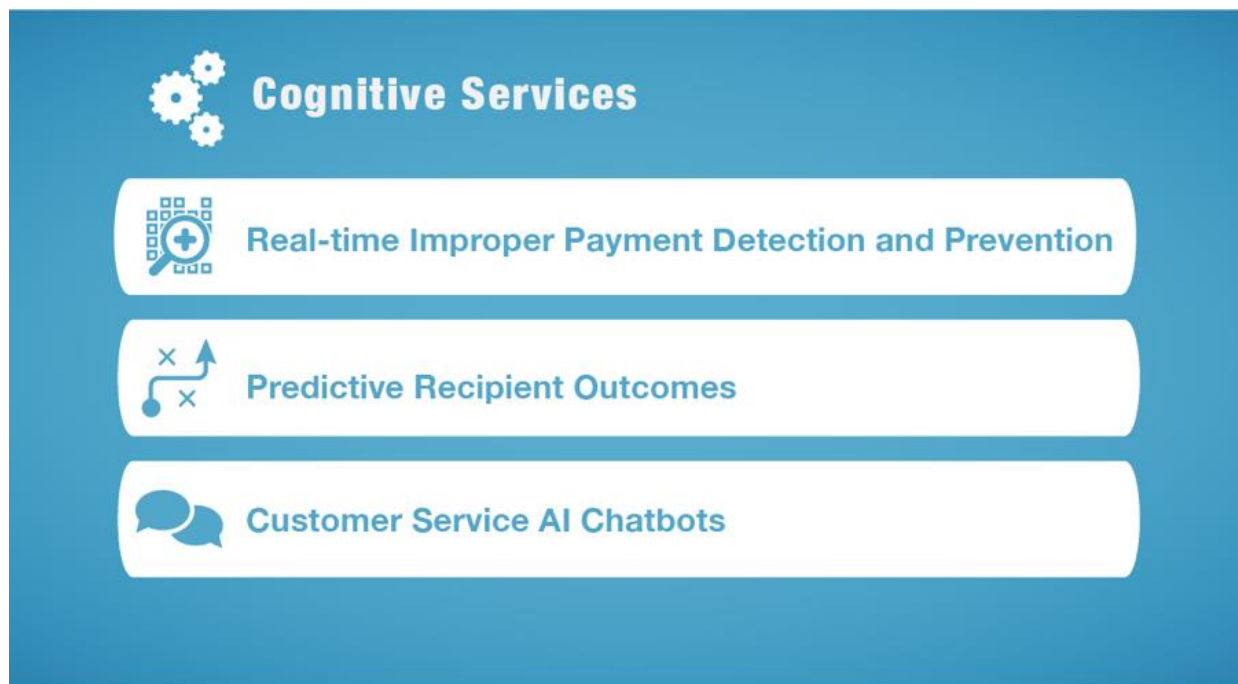 Cognitive Services
Real-time Improper Payment Detection and Prevention
Predictive Recipient Outcomes
Customer Service AI Chatbots